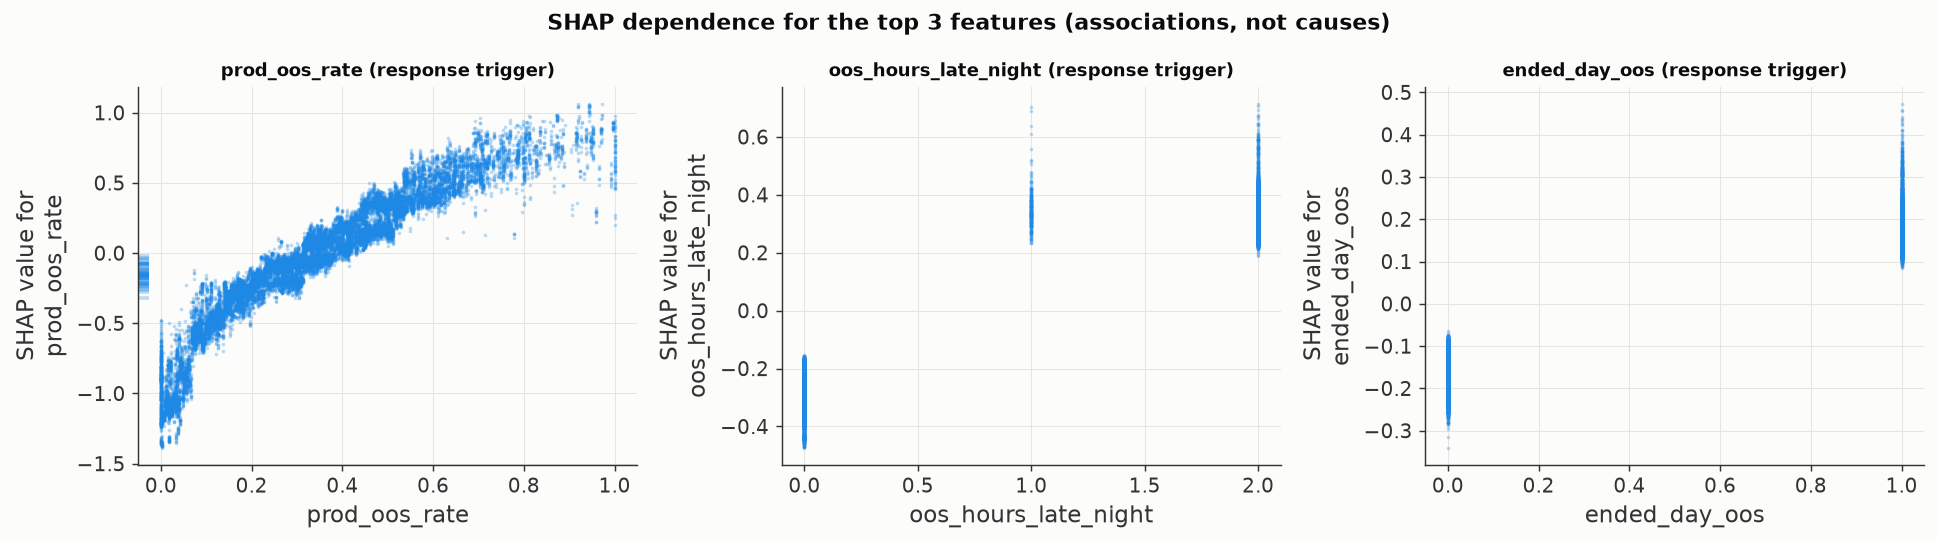 SHAP dependence for the top 3 features (associations, not causes)
prod_oos_rate (response trigger)
SHAP value for
prod_oos_rate
1.0
0.5
0.0
−0.5
−1.0
−1.5
0.0 0.2 0.4 0.6 0.8 1.0
prod_oos_rate
oos_hours_late_night (response trigger)
SHAP value for
oos_hours_late_night
0.6
0.4
0.2
0.0
−0.2
−0.4
0.0 0.5 1.0 1.5 2.0
oos_hours_late_night
ended_day_oos (response trigger)
SHAP value for
ended_day_oos
0.5
0.4
0.3
0.2
0.1
0.0
−0.1
−0.2
−0.3
0.0 0.2 0.4 0.6 0.8 1.0
ended_day_oos